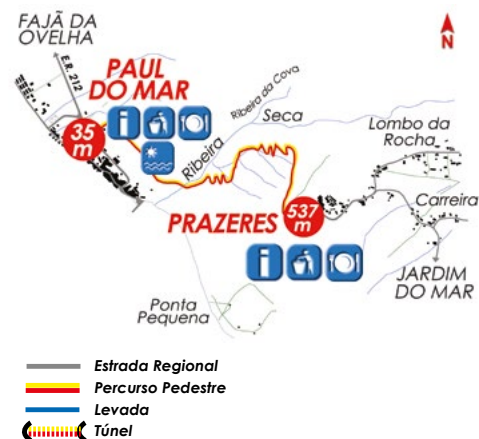 FAJÃ DA
OVELHA
E.R. 212
N
PAUL
DO MAR
35
m
i
Ribeira da Cova
Seca
Ribeira
Lombo da
Rocha
PRAZERES
537
m
Carreira
i
JARDIM
DO MAR
Ponta
Pequena
Estrada Regional
Percurso Pedestre
Levada
Túnel